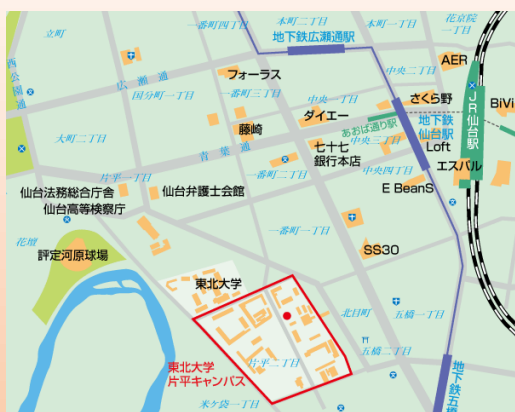 立町
一番町四丁目
本町二丁目
本町一丁目
花京院
一丁目
地下鉄広瀬通駅
西公園通
広瀬通
国分町一丁目
フォーラス
一番町三丁目
中央二丁目
AER
さくら野
JR仙台駅
BiVi
大町二丁目
藤崎
中央一丁目
ダイエー
あおば通り駅
地下鉄
仙台駅
青葉通
七十七
銀行本店
中央三丁目
Loft
エスパル
片平一丁目
一番町二丁目
中央四丁目
E BeanS
仙台法務総合庁舎
仙台高等検察庁
仙台弁護士会館
花壇
評定河原球場
一番町一丁目
SS30
東北大学
北目町
五橋一丁目
東北大学
片平キャンパス
片平二丁目
五橋二丁目
米ケ袋一丁目
地下鉄五橋